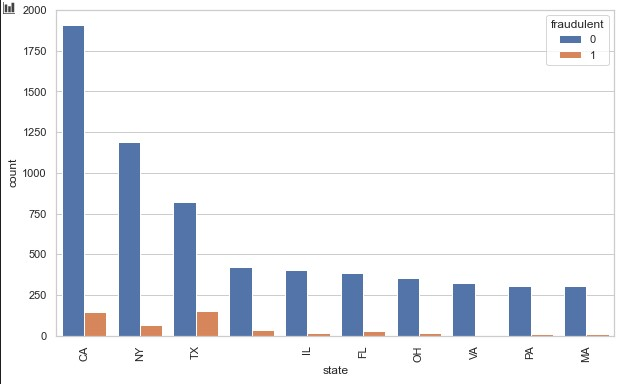 2000
1750
1500
1250
1000
750
500
250
0
count
fraudulent
0
1
CA
NY
TX
IL
FL
OH
VA
PA
MA
state